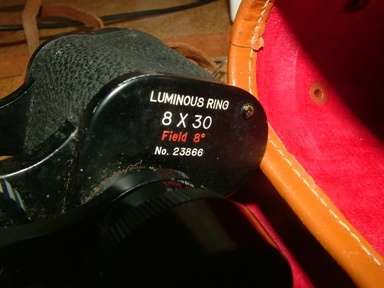 LUMINOUS RING
8 X 30
Field 8°
No. 23866